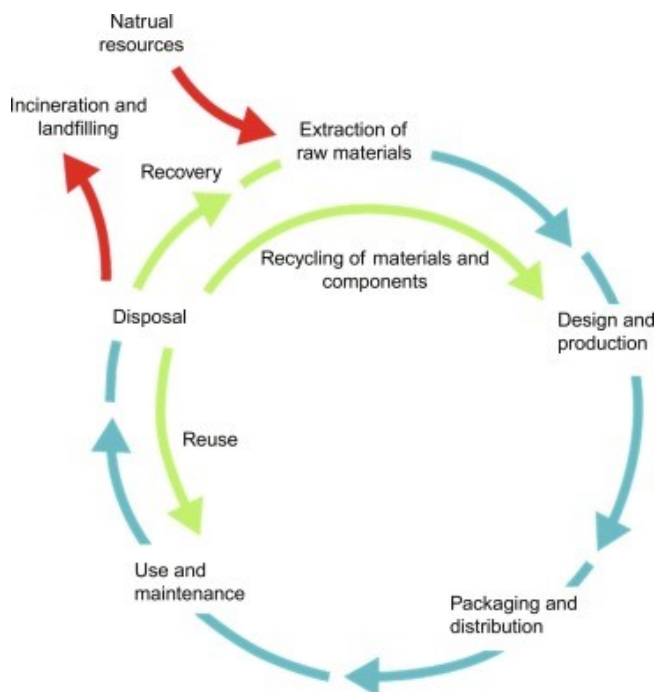 Natrual
resources
Incineration and
landfilling
Extraction of
raw materials
Recovery
Recycling of materials and
components
Disposal
Design and
production
Reuse
Use and
maintenance
Packaging and
distribution